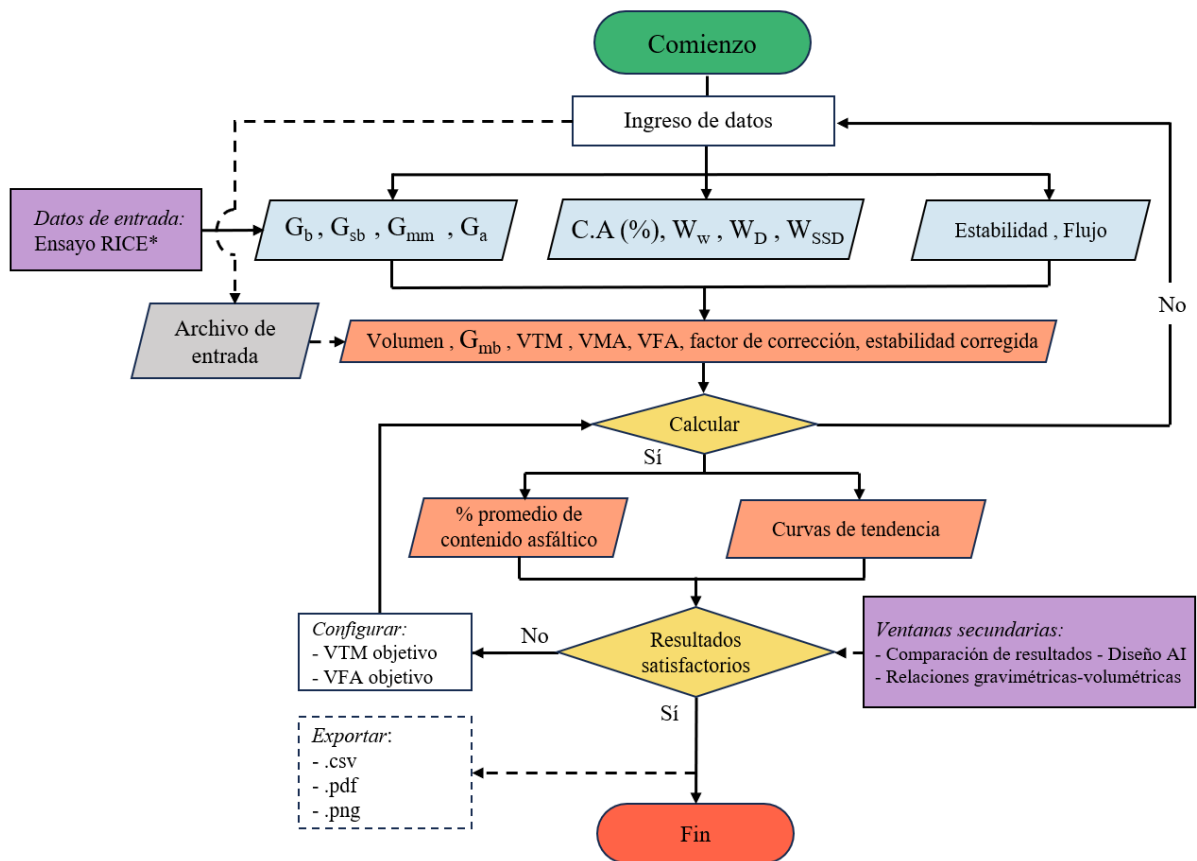 Comienzo
Ingreso de datos
Datos de entrada:
Ensayo RICE*
G_b , G_sb , G_mm , G_a
C.A (%), W_w , W_D , W_SSD
Estabilidad , Flujo
No
Archivo de
entrada
Volumen , G_mb , VTM , VMA, VFA, factor de corrección, estabilidad corregida
Calcular
Sí
% promedio de
contenido asfáltico
Curvas de tendencia
Configurar:
- VTM objetivo
- VFA objetivo
No
Resultados
satisfactorios
Ventanas secundarias:
- Comparación de resultados - Diseño AI
- Relaciones gravimétricas-volumétricas
Sí
Exportar:
- .csv
- .pdf
- .png
Fin